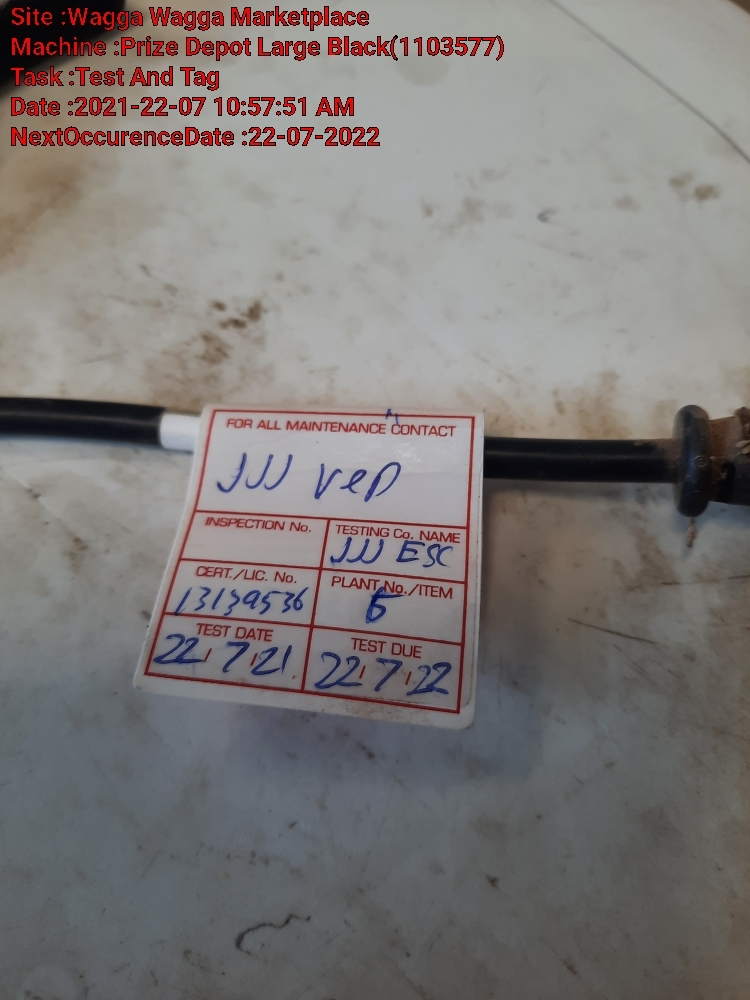 Site :Wagga Wagga Marketplace
Machine :Prize Depot Large Black(1103577)
Task :Test And Tag
Date :2021-22-07 10:57:51 AM
NextOccurenceDate :22-07-2022
FOR ALL MAINTENANCE CONTACT
JJJ VeD
INSPECTION No.
TESTING Co. NAME
JJJ ESC
CERT./LIC. No.
13139536
PLANT No./ITEM
TEST DATE
22 7 21
TEST DUE
22 7 22